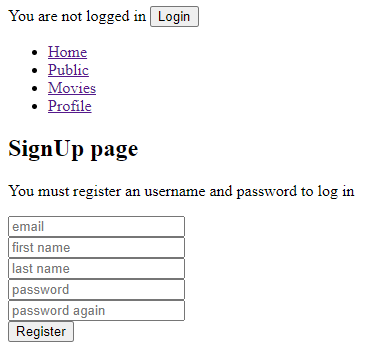 You are not logged in Login
Home
Public
Movies
Profile
SignUp page
You must register an username and password to log in
email
first name
last name
password
password again
Register